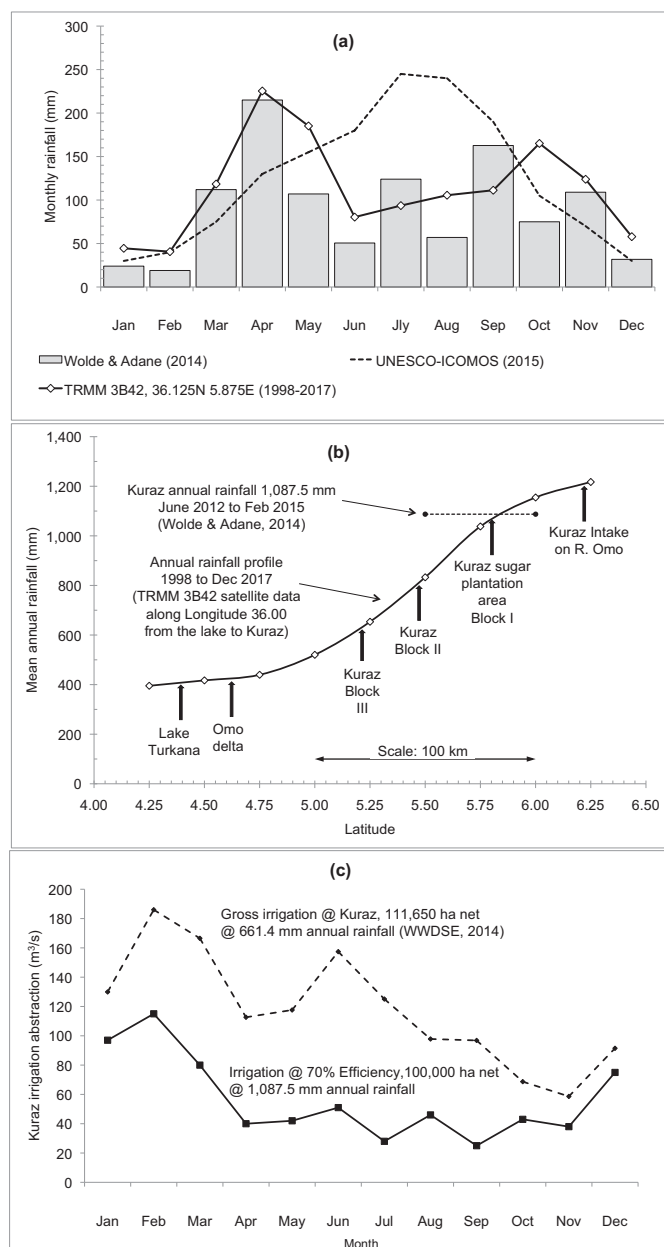 (a)
Monthly rainfall (mm)
300
250
200
150
100
50
0
Jan Feb Mar Apr May Jun Jly Aug Sep Oct Nov Dec
Wolde & Adane (2014) UNESCO-ICOMOS (2015)
TRMM 3B42, 36.125N 5.875E (1998-2017)
(b)
Mean annual rainfall (mm)
1,400
1,200
1,000
800
600
400
200
0
Kuraz annual rainfall 1,087.5 mm
June 2012 to Feb 2015
(Wolde & Adane, 2014)
Annual rainfall profile
1998 to Dec 2017
(TRMM 3B42 satellite data
along Longitude 36.00
from the lake to Kuraz)
Kuraz Intake
on R. Omo
Kuraz sugar
plantation
area
Block I
Kuraz
Block II
Kuraz
Block
III
Lake
Turkana
Omo
delta
Scale: 100 km
4.00 4.25 4.50 4.75 5.00 5.25 5.50 5.75 6.00 6.25 6.50
Latitude
(c)
Kuraz irrigation abstraction (m³/s)
200
180
160
140
120
100
80
60
40
20
0
Gross irrigation @ Kuraz, 111,650 ha net
@ 661.4 mm annual rainfall (WWDSE, 2014)
Irrigation @ 70% Efficiency,100,000 ha net
@ 1,087.5 mm annual rainfall
Jan Feb Mar Apr May Jun Jul Aug Sep Oct Nov Dec
Month